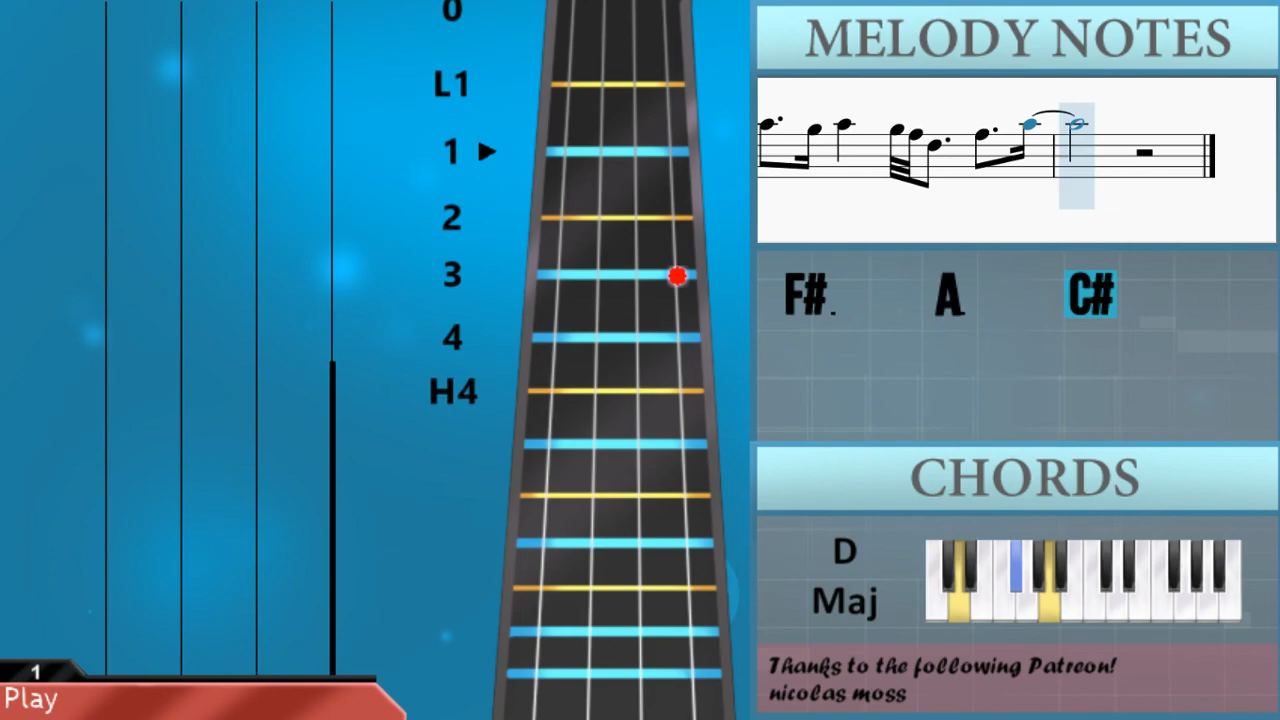 0
L1
1
2
3
4
H4
1
Play
MELODY NOTES
F#. A. C#
CHORDS
D
Maj
Thanks to the following Patreon!
nicolas moss